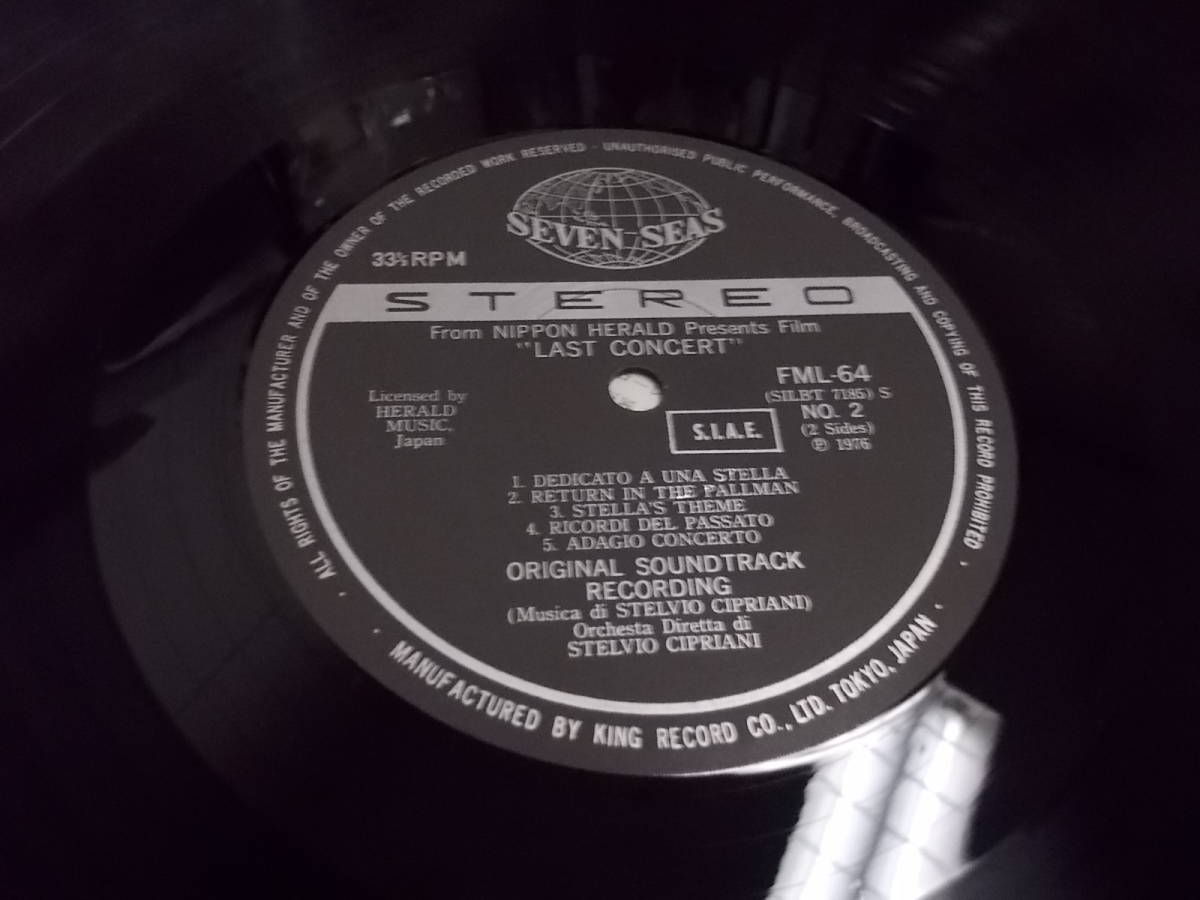 ALL RIGHTS OF THE MANUFACTURER AND OF THE OWNER OF THE RECORDED WORK RESERVED - UNAUTHORISED PUBLIC PERFORMANCE, BROADCASTING AND COPYING OF THIS RECORD PROHIBITED
SEVEN SEAS
33⅓ RPM
STEREO
From NIPPON HERALD Presents Film
"LAST CONCERT"
Licensed by
HERALD
MUSIC,
Japan
FML-64
(SILBT 7185) S
NO. 2
(2 Sides)
℗ 1976
S.I.A.E.
1. DEDICATO A UNA STELLA
2. RETURN IN THE PALLMAN
3. STELLA'S THEME
4. RICORDI DEL PASSATO
5. ADAGIO CONCERTO
ORIGINAL SOUNDTRACK
RECORDING
(Musica di STELVIO CIPRIANI)
Orchesta Diretta di
STELVIO CIPRIANI
MANUFACTURED BY KING RECORD CO., LTD. TOKYO, JAPAN